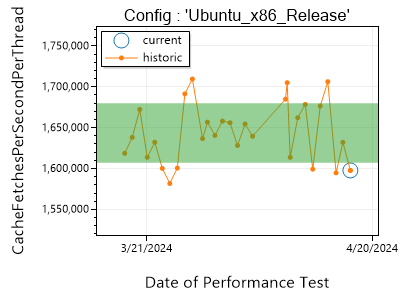 Config : 'Ubuntu_x86_Release'
CacheFetchesPerSecondPerThread
1,750,000
1,700,000
1,650,000
1,600,000
1,550,000
current
historic
3/21/2024
4/20/2024
Date of Performance Test